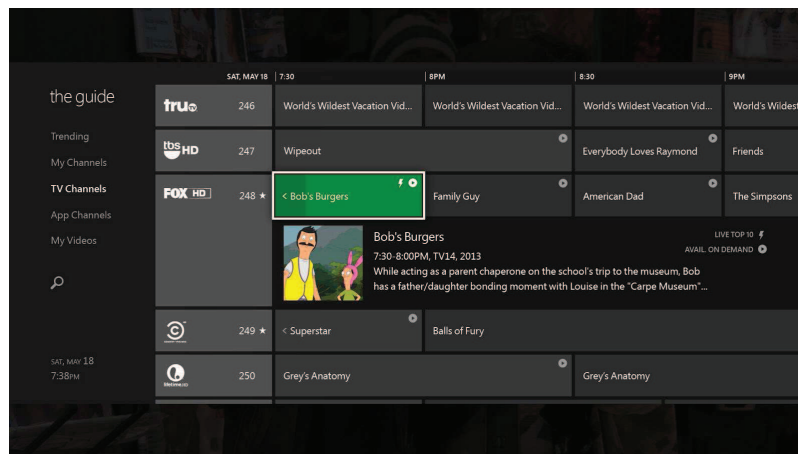 SAT, MAY 18 7:30 8PM 8:30 9PM
the guide
Trending
My Channels
TV Channels
App Channels
My Videos
SAT, MAY 18
7:38PM
tru 246 World's Wildest Vacation Vid... World's Wildest Vacation Vid... World's Wildest Vacation Vid... World's Wildest
tbs HD 247 Wipeout Everybody Loves Raymond Friends
FOX HD 248 ★ < Bob's Burgers Family Guy American Dad The Simpsons
Bob's Burgers
7:30-8:00PM, TV14, 2013
While acting as a parent chaperone on the school's trip to the museum, Bob
has a father/daughter bonding moment with Louise in the "Carpe Museum"...
LIVE TOP 10
AVAIL. ON DEMAND
249 ★ < Superstar Balls of Fury
Lifetime HD 250 Grey's Anatomy Grey's Anatomy